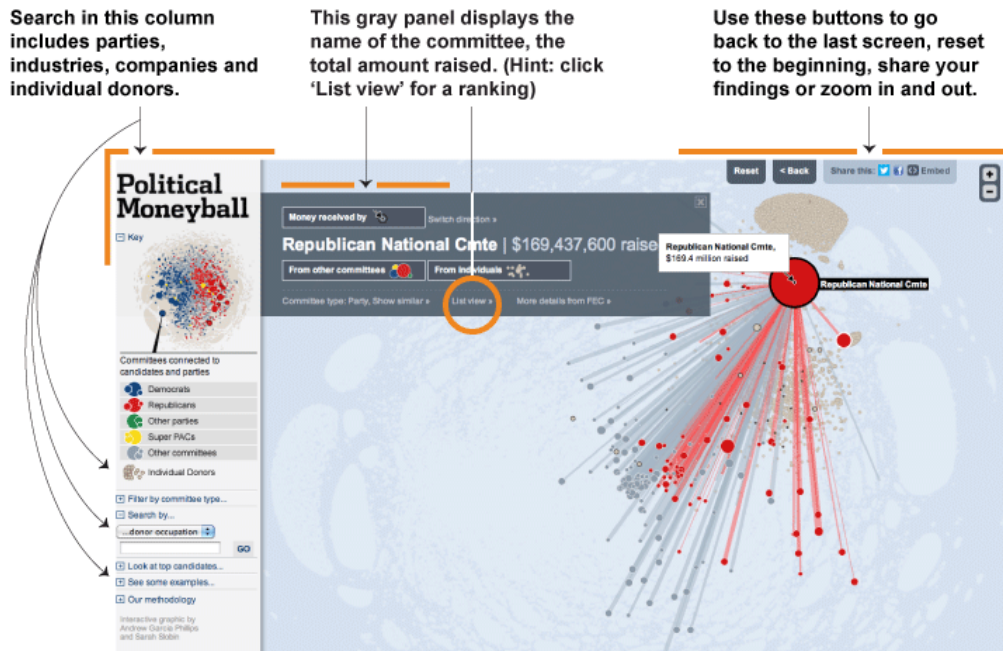 Search in this column
includes parties,
industries, companies and
individual donors.
This gray panel displays the
name of the committee, the
total amount raised. (Hint: click
‘List view’ for a ranking)
Use these buttons to go
back to the last screen, reset
to the beginning, share your
findings or zoom in and out.
Political
Moneyball
Key
Committees connected to
candidates and parties
Democrats
Republicans
Other parties
Super PACs
Other committees
Individual Donors
Filter by committee type...
Search by...
...donor occupation
GO
Look at top candidates...
See some examples...
Our methodology
Interactive graphic by
Andrew Garcia Phillips
and Sarah Slobin
Money received by
Switch direction »
Republican National Cmte | $169,437,600 raise
From other committees
From individuals
Committee type: Party, Show similar » List view » More details from FEC »
Reset
< Back
Share this: Embed
Republican National Cmte,
$169.4 million raised
Republican National Cmte